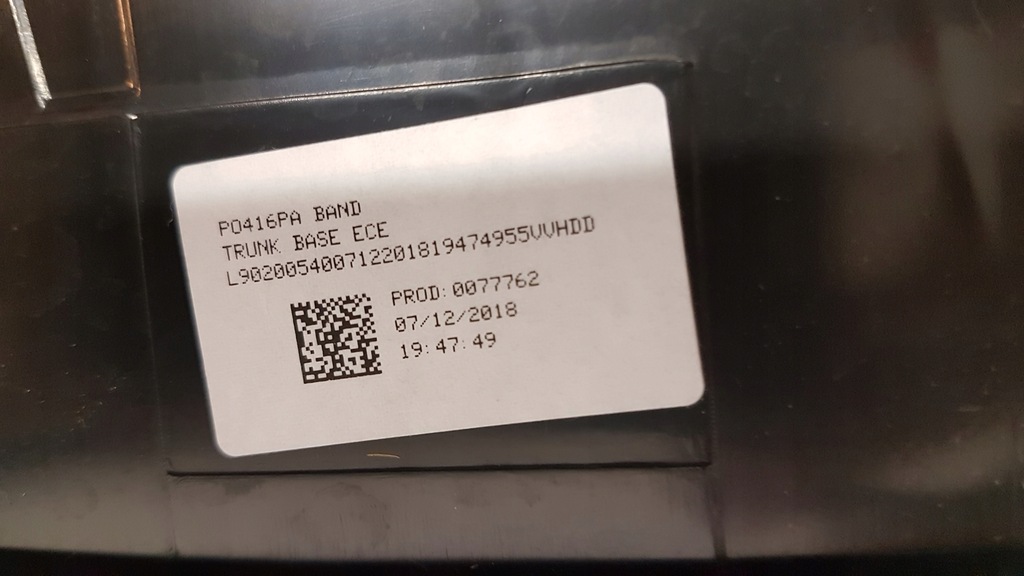 PO416PA BAND
TRUNK BASE ECE
L902005400712201819474955VVHDD
PROD:0077762
07/12/2018
19:47:49